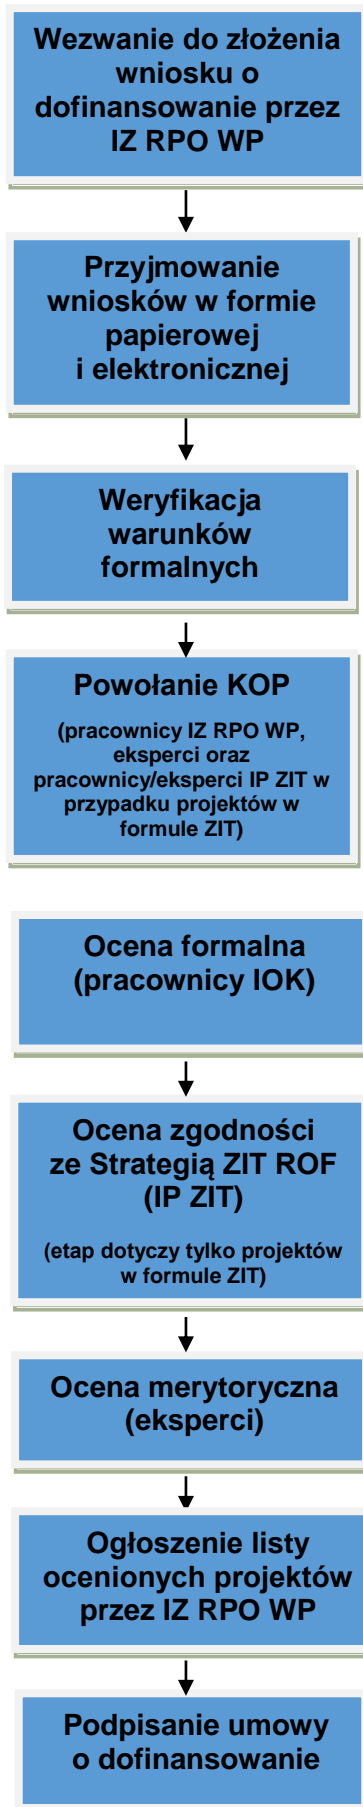 Wezwanie do złożenia
wniosku o
dofinansowanie przez
IZ RPO WP
Przyjmowanie
wniosków w formie
papierowej
i elektronicznej
Weryfikacja
warunków
formalnych
Powołanie KOP
(pracownicy IZ RPO WP,
eksperci oraz
pracownicy/eksperci IP ZIT w
przypadku projektów w
formule ZIT)
Ocena formalna
(pracownicy IOK)
Ocena zgodności
ze Strategią ZIT ROF
(IP ZIT)
(etap dotyczy tylko projektów
w formule ZIT)
Ocena merytoryczna
(eksperci)
Ogłoszenie listy
ocenionych projektów
przez IZ RPO WP
Podpisanie umowy
o dofinansowanie